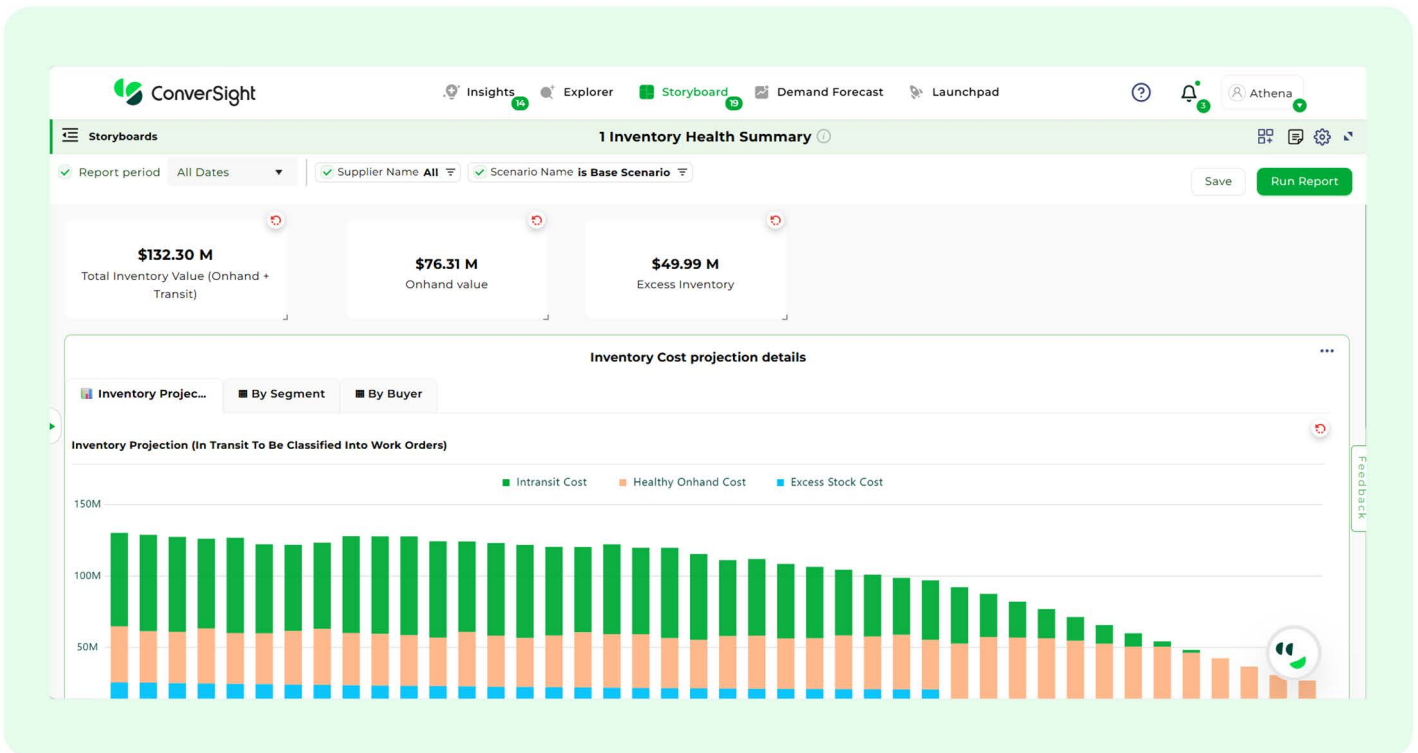 ConverSight
Insights
14
Explorer
Storyboard
19
Demand Forecast
Launchpad
?
3
Athena
Storyboards
1 Inventory Health Summary
Report period All Dates
Supplier Name All
Scenario Name is Base Scenario
Save
Run Report
$132.30 M
Total Inventory Value (Onhand +
Transit)
$76.31 M
Onhand value
$49.99 M
Excess Inventory
Inventory Cost projection details
Inventory Projec...
By Segment
By Buyer
Inventory Projection (In Transit To Be Classified Into Work Orders)
Intransit Cost
Healthy Onhand Cost
Excess Stock Cost
150M
100M
50M
Feedback